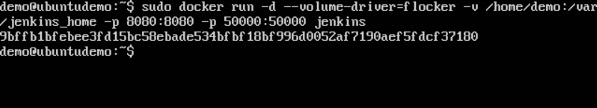 demo@ubuntudemo:~$ sudo docker run -d --volume-driver=flocker -v /home/demo:/var
/jenkins_home -p 8080:8080 -p 50000:50000 jenkins
9bffb1bfebee3fd15bc58ebade534bfbf18bf996d0052af7190aef5fdcf37180
demo@ubuntudemo:~$